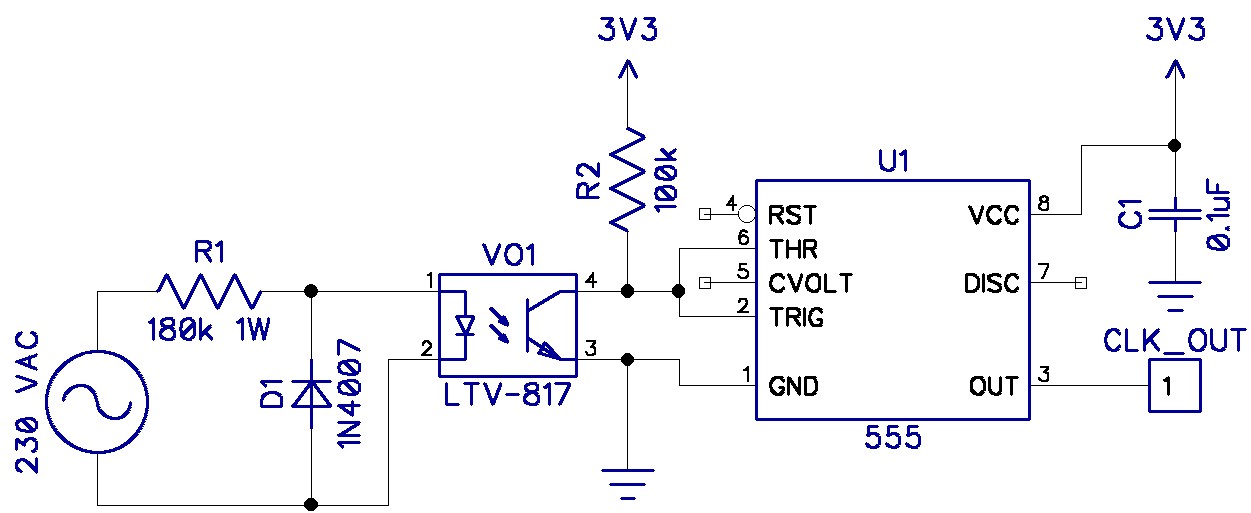 3V3
3V3
R2
100k
U1
4
RST
VCC
8
C1
0.1uF
6
THR
5
CVOLT
DISC
7
2
TRIG
1
GND
OUT
3
555
CLK_OUT
1
R1
180k 1W
VO1
1
4
2
3
LTV-817
D1
1N4007
230 VAC